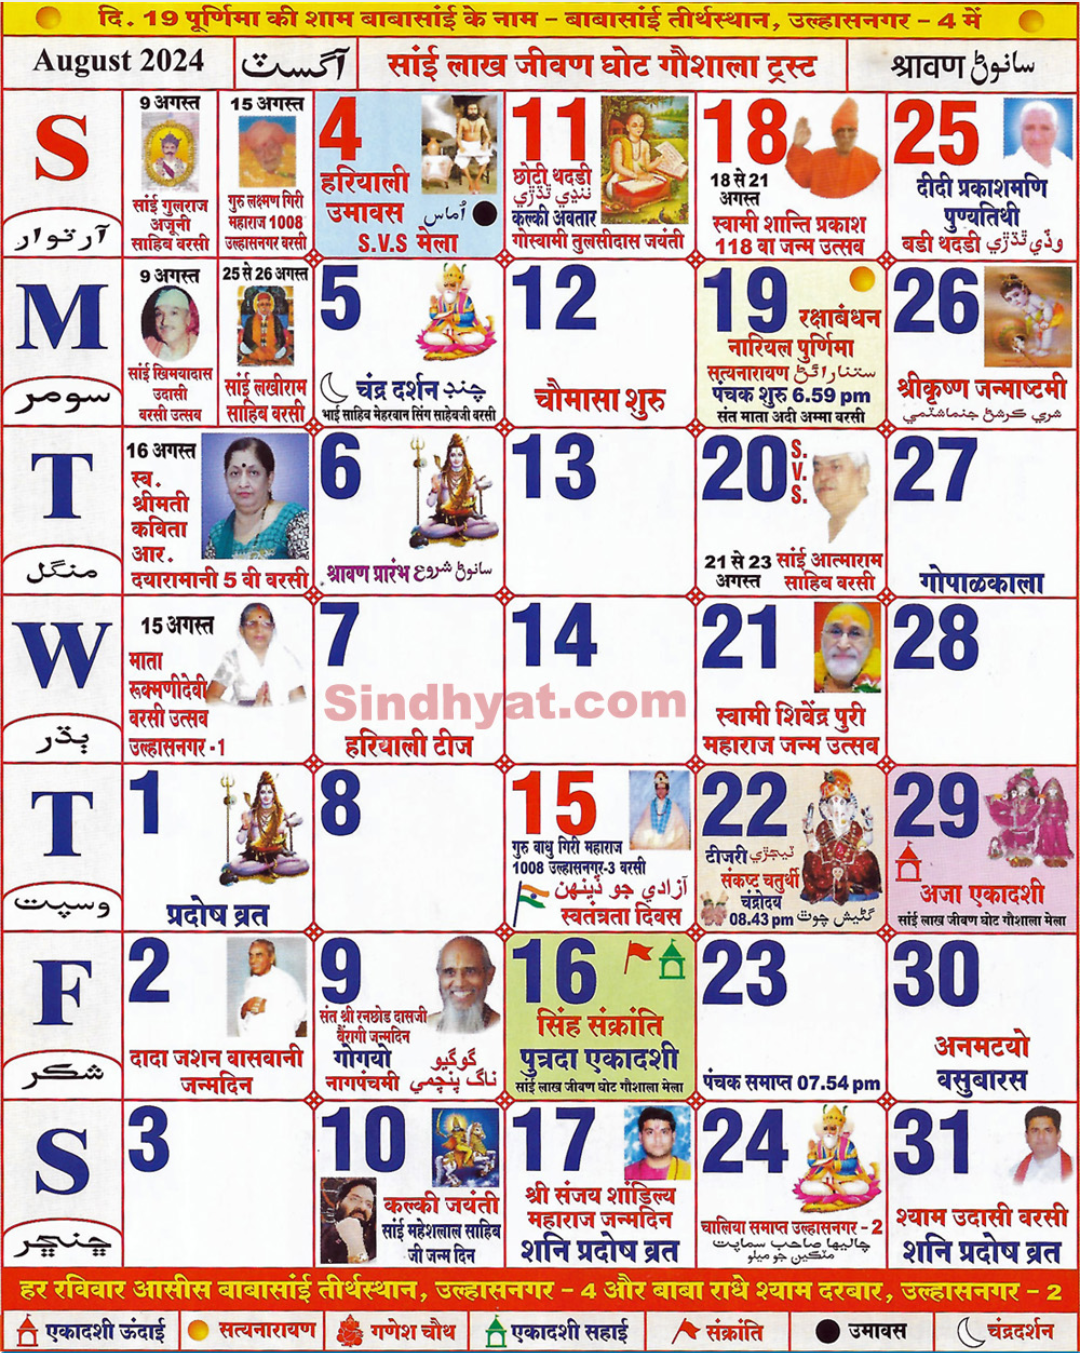 दि. 19 पूर्णिमा की शाम बाबासांई के नाम - बाबासांई तीर्थस्थान, उल्हासनगर - 4 में
August 2024
آگسٽ
सांई लाख जीवण घोट गौशाला ट्रस्ट
श्रावण سانوڻ
S
آرتوار
9 अगस्त
सांई गुलराज
अजूनी
साहिब वरसी
15 अगस्त
गुरु लक्ष्मण गिरी
महाराज 1008
उल्हासनगर वरसी
4
हरियाली
उमावस اُماس
S.V.S मेला
11
छोटी थदडी
ننڍي ٿڌڙي
कल्की अवतार
गोस्वामी तुलसीदास जयंती
18
18 से 21
अगस्त
स्वामी शान्ति प्रकाश
118 वा जन्म उत्सव
25
दीदी प्रकाशमणि
पुण्यतिथी
बडी थदडी وڏي ٿڌڙي
M
سومر
9 अगस्त
सांई खिमयादास
उदासी
वरसी उत्सव
25 से 26 अगस्त
सांई लखीराम
साहिब वरसी
5
चंद्र दर्शन چنڊ
भाई साहिब मेहरवान सिंग साहेबजी वरसी
12
चौमासा शुरु
19
रक्षाबंधन
नारियल पुर्णिमा
सत्यनारायण ستنارائڻ
पंचक शुरु 6.59 pm
संत माता अदी अम्मा वरसी
26
श्रीकृष्ण जन्माष्टमी
شري ڪرشڻ جنماشٽمي
T
منگل
16 अगस्त
स्व.
श्रीमती
कविता
आर.
दयारामानी 5 वी वरसी
6
श्रावण प्रारंभ سانوڻ شروع
13
20
S.
V.
S.
21 से 23
अगस्त
सांई आत्माराम
साहिब वरसी
27
गोपाळकाला
W
ٻڌر
15 अगस्त
माता
रूक्मणीदेवी
वरसी उत्सव
उल्हासनगर -1
7
हरियाली टीज
14
21
स्वामी शिवेंद्र पुरी
महाराज जन्म उत्सव
28
Sindhyat.com
T
وسپت
1
प्रदोष व्रत
8
15
गुरु वाधु गिरी महाराज
1008 उल्हासनगर-3 वरसी
آزادي جو ڏينهن
स्वतंत्रता दिवस
22
टीजरी ٽيجڙي
संकष्ट चतुर्थी
चंद्रोदय
08.43 pm گڻيش چوٿ
29
अजा एकादशी
सांई लाख जीवण घोट गौशाला मेला
F
شڪر
2
दादा जशन वासवानी
जन्मदिन
9
संत श्री रनछोड दासजी
बैंरागी जन्मदिन
गोगयो گوگيو
नागपंचमी ناگ پنچمي
16
सिंह संक्रांति
पुत्रदा एकादशी
सांई लाख जीवण घोट गौशाला मेला
23
पंचक समाप्त 07.54 pm
30
अनमटयो
वसुबारस
S
ڇنڇر
3
10
कल्की जयंती
सांई महेशलाल साहिब
जी जन्म दिन
17
श्री संजय शांडिल्य
महाराज जन्मदिन
शनि प्रदोष व्रत
24
चालिया समाप्त उल्हासनगर - 2
چاليها صاحب سماپت
مٽڪين جو ميلو
31
श्याम उदासी वरसी
शनि प्रदोष व्रत
हर रविवार आसीस बाबासांई तीर्थस्थान, उल्हासनगर - 4 और बाबा राधे श्याम दरबार, उल्हासनगर - 2
एकादशी ऊंदाई
सत्यनारायण
गणेश चौथ
एकादशी सहाई
संक्रांति
उमावस
चंद्रदर्शन